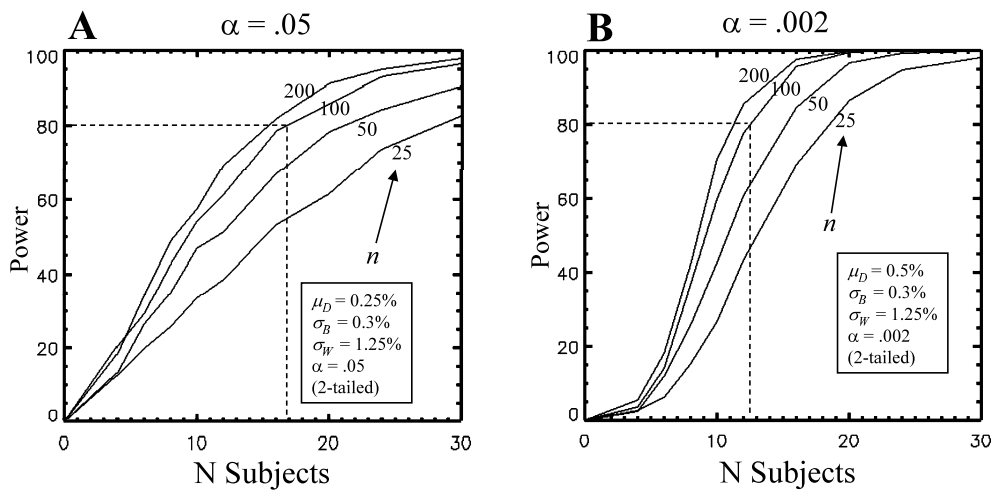 A
α = .05
100
80
60
40
20
0
Power
200
100
50
25
n
μD = 0.25%
σB = 0.3%
σW = 1.25%
α = .05
(2-tailed)
0
10
20
30
N Subjects
B
α = .002
100
80
60
40
20
0
Power
200
100
50
25
n
μD = 0.5%
σB = 0.3%
σW = 1.25%
α = .002
(2-tailed)
0
10
20
30
N Subjects